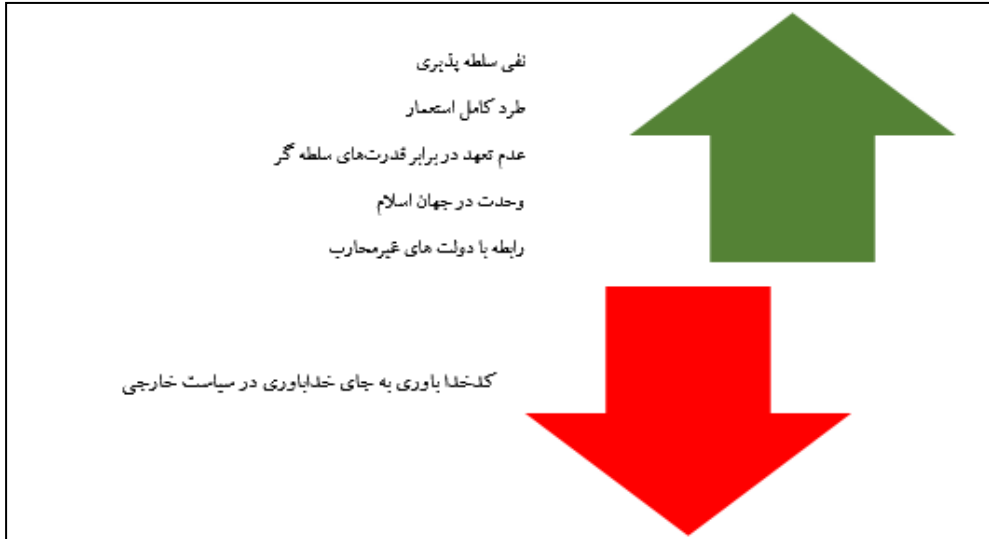 نفی سلطه پذیری
طرد کامل استعمار
عدم تعهد در برابر قدرت‌های سلطه گر
وحدت در جهان اسلام
رابطه با دولت های غیرمحارب
کدخدا باوری به جای خداباوری در سیاست خارجی